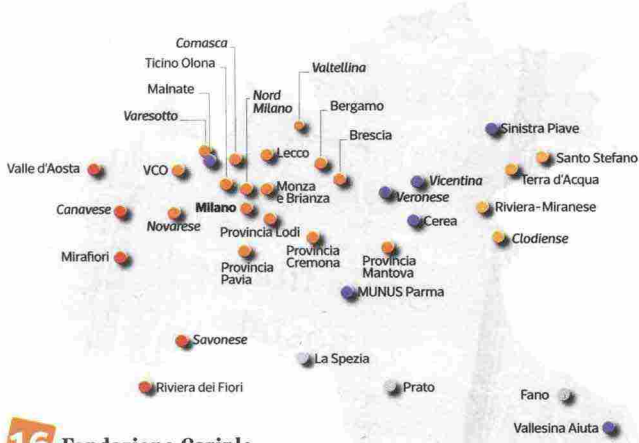 Comasca
Ticino Olona
Valtellina
Malnate
Nord
Milano
Bergamo
Varesotto
Brescia
Sinistra Piave
Lecco
Santo Stefano
Valle d'Aosta
VCO
Terra d'Acqua
Monza
e Brianza
Vicentina
Veronese
Canavese
Milano
Riviera-Miranese
Novarese
Provincia Lodi
Cerea
Clodiense
Mirafiori
Provincia
Pavia
Provincia
Cremona
Provincia
Mantova
MUNUS Parma
Savonese
La Spezia
Riviera dei Fiori
Prato
Fano
Vallesina Aiuta
16 Fondazione Cariplo